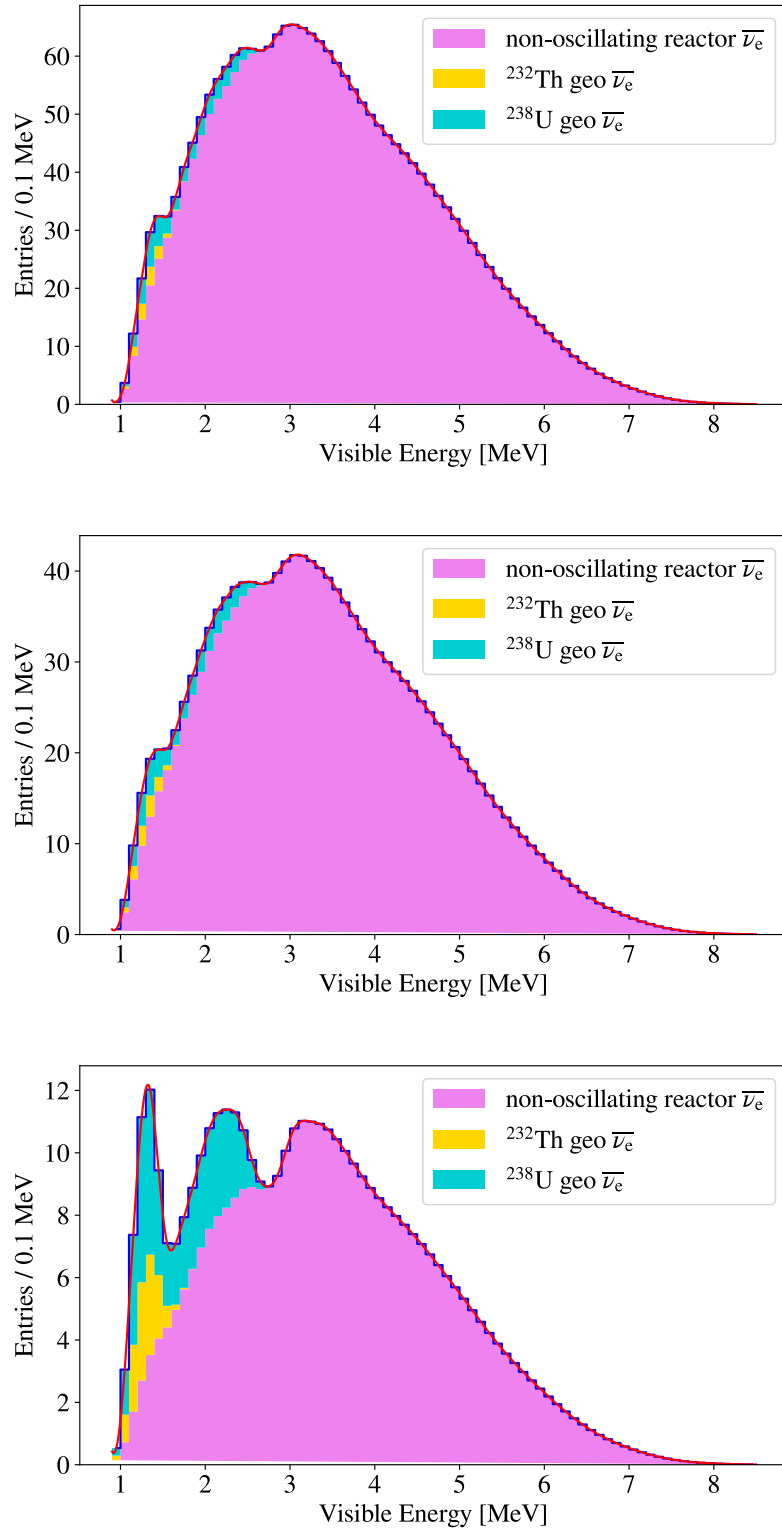 Entries / 0.1 MeV
60
50
40
30
20
10
0
non-oscillating reactor ν̅ₑ
²³²Th geo ν̅ₑ
²³⁸U geo ν̅ₑ
1 2 3 4 5 6 7 8
Visible Energy [MeV]
Entries / 0.1 MeV
40
30
20
10
0
non-oscillating reactor ν̅ₑ
²³²Th geo ν̅ₑ
²³⁸U geo ν̅ₑ
1 2 3 4 5 6 7 8
Visible Energy [MeV]
Entries / 0.1 MeV
12
10
8
6
4
2
0
non-oscillating reactor ν̅ₑ
²³²Th geo ν̅ₑ
²³⁸U geo ν̅ₑ
1 2 3 4 5 6 7 8
Visible Energy [MeV]